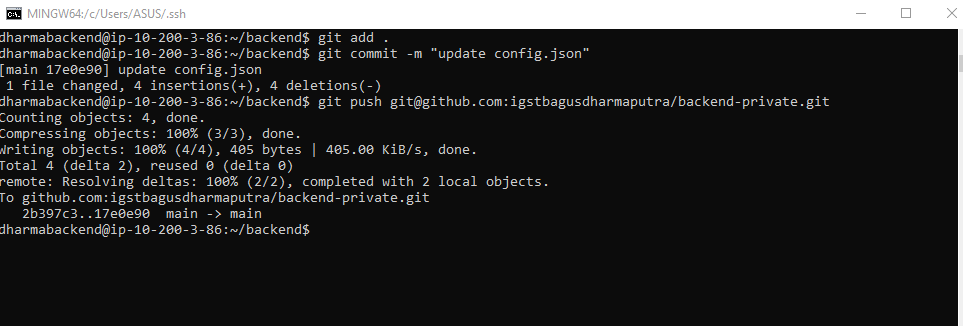 MINGW64:/c/Users/ASUS/.ssh
dharmabackend@ip-10-200-3-86:~/backend$ git add .
dharmabackend@ip-10-200-3-86:~/backend$ git commit -m "update config.json"
[main 17e0e90] update config.json
 1 file changed, 4 insertions(+), 4 deletions(-)
dharmabackend@ip-10-200-3-86:~/backend$ git push git@github.com:igstbagusdharmaputra/backend-private.git
Counting objects: 4, done.
Compressing objects: 100% (3/3), done.
Writing objects: 100% (4/4), 405 bytes | 405.00 KiB/s, done.
Total 4 (delta 2), reused 0 (delta 0)
remote: Resolving deltas: 100% (2/2), completed with 2 local objects.
To github.com:igstbagusdharmaputra/backend-private.git
   2b397c3..17e0e90  main -> main
dharmabackend@ip-10-200-3-86:~/backend$